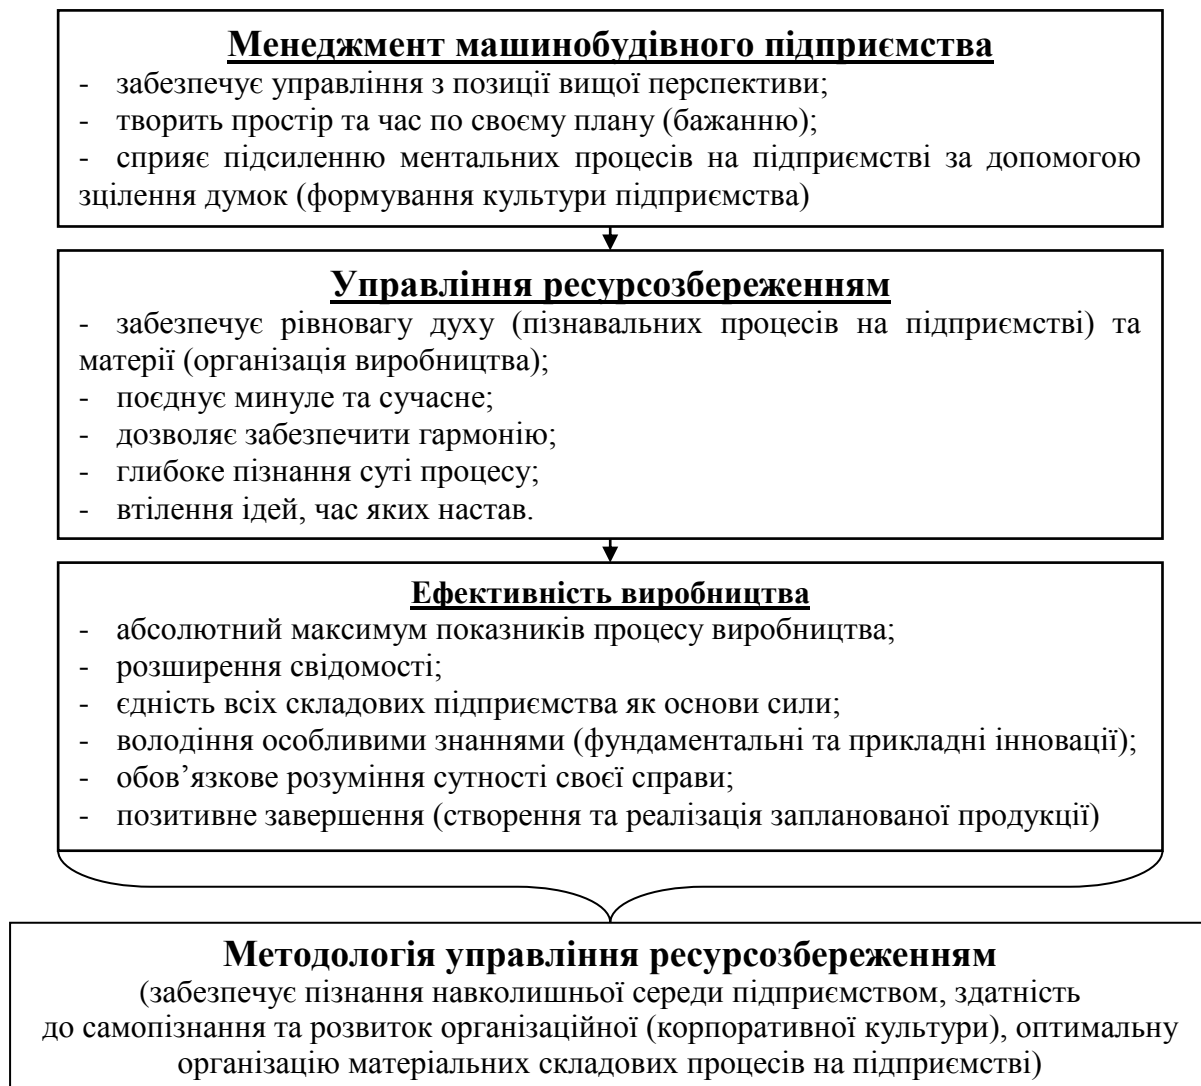 Менеджмент машинобудівного підприємства
- забезпечує управління з позиції вищої перспективи;
- творить простір та час по своєму плану (бажанню);
- сприяє підсиленню ментальних процесів на підприємстві за допомогою
зцілення думок (формування культури підприємства)
Управління ресурсозбереженням
- забезпечує рівновагу духу (пізнавальних процесів на підприємстві) та
матерії (організація виробництва);
- поєднує минуле та сучасне;
- дозволяє забезпечити гармонію;
- глибоке пізнання суті процесу;
- втілення ідей, час яких настав.
Ефективність виробництва
- абсолютний максимум показників процесу виробництва;
- розширення свідомості;
- єдність всіх складових підприємства як основи сили;
- володіння особливими знаннями (фундаментальні та прикладні інновації);
- обов’язкове розуміння сутності своєї справи;
- позитивне завершення (створення та реалізація запланованої продукції)
Методологія управління ресурсозбереженням
(забезпечує пізнання навколишньої середи підприємством, здатність
до самопізнання та розвиток організаційної (корпоративної культури), оптимальну
організацію матеріальних складових процесів на підприємстві)